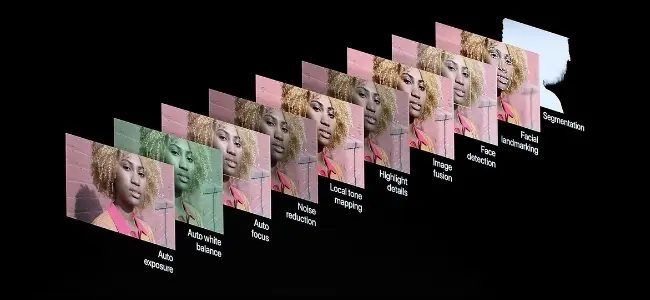 Auto
exposure
Auto white
balance
Auto
focus
Noise
reduction
Local tone
mapping
Highlight
details
Image
fusion
Face
detection
Facial
landmarking
Segmentation